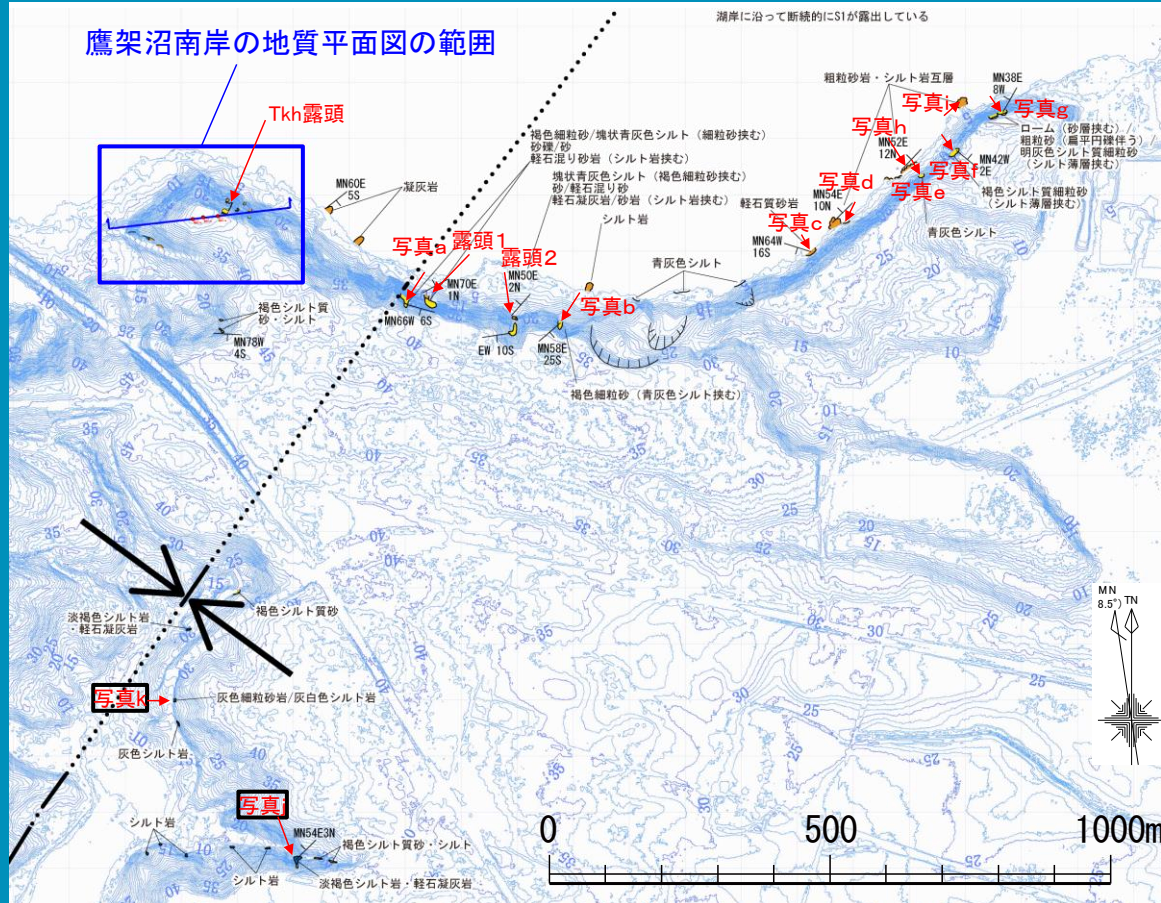 湖岸に沿って断続的にS1が露出している
鷹架沼南岸の地質平面図の範囲
Tkh露頭
粗粒砂岩・シルト岩互層
MN38E
8W
写真i
写真g
ローム（砂層挟む）/
粗粒砂（扁平円礫伴う）/
明灰色シルト質細粒砂
（シルト薄層挟む）
写真h
MN52E
12N
写真f
MN42W
2E
褐色シルト質細粒砂
（シルト薄層挟む）
写真e
青灰色シルト
写真d
MN54E
10N
軽石質砂岩
写真c
MN64W
16S
褐色細粒砂/塊状青灰色シルト（細粒砂挟む）
砂礫/砂
軽石混り砂岩（シルト岩挟む）
塊状青灰色シルト（褐色細粒砂挟む）
砂/軽石混り砂
軽石凝灰岩/砂岩（シルト岩挟む）
シルト岩
MN60E
5S
凝灰岩
写真a
露頭1
露頭2
MN50E
2N
青灰色シルト
MN70E
1N
MN66W 6S
写真b
EW 10S
MN58E
25S
褐色細粒砂（青灰色シルト挟む）
褐色シルト質
砂・シルト
MN78W
4S
褐色シルト質砂
淡褐色シルト岩
・軽石凝灰岩
写真k
灰色細粒砂岩/灰白色シルト岩
灰色シルト岩
写真j
MN54E3N
シルト岩
褐色シルト質砂・シルト
シルト岩
淡褐色シルト岩・軽石凝灰岩
MN
8.5°
TN
0
500
1000m